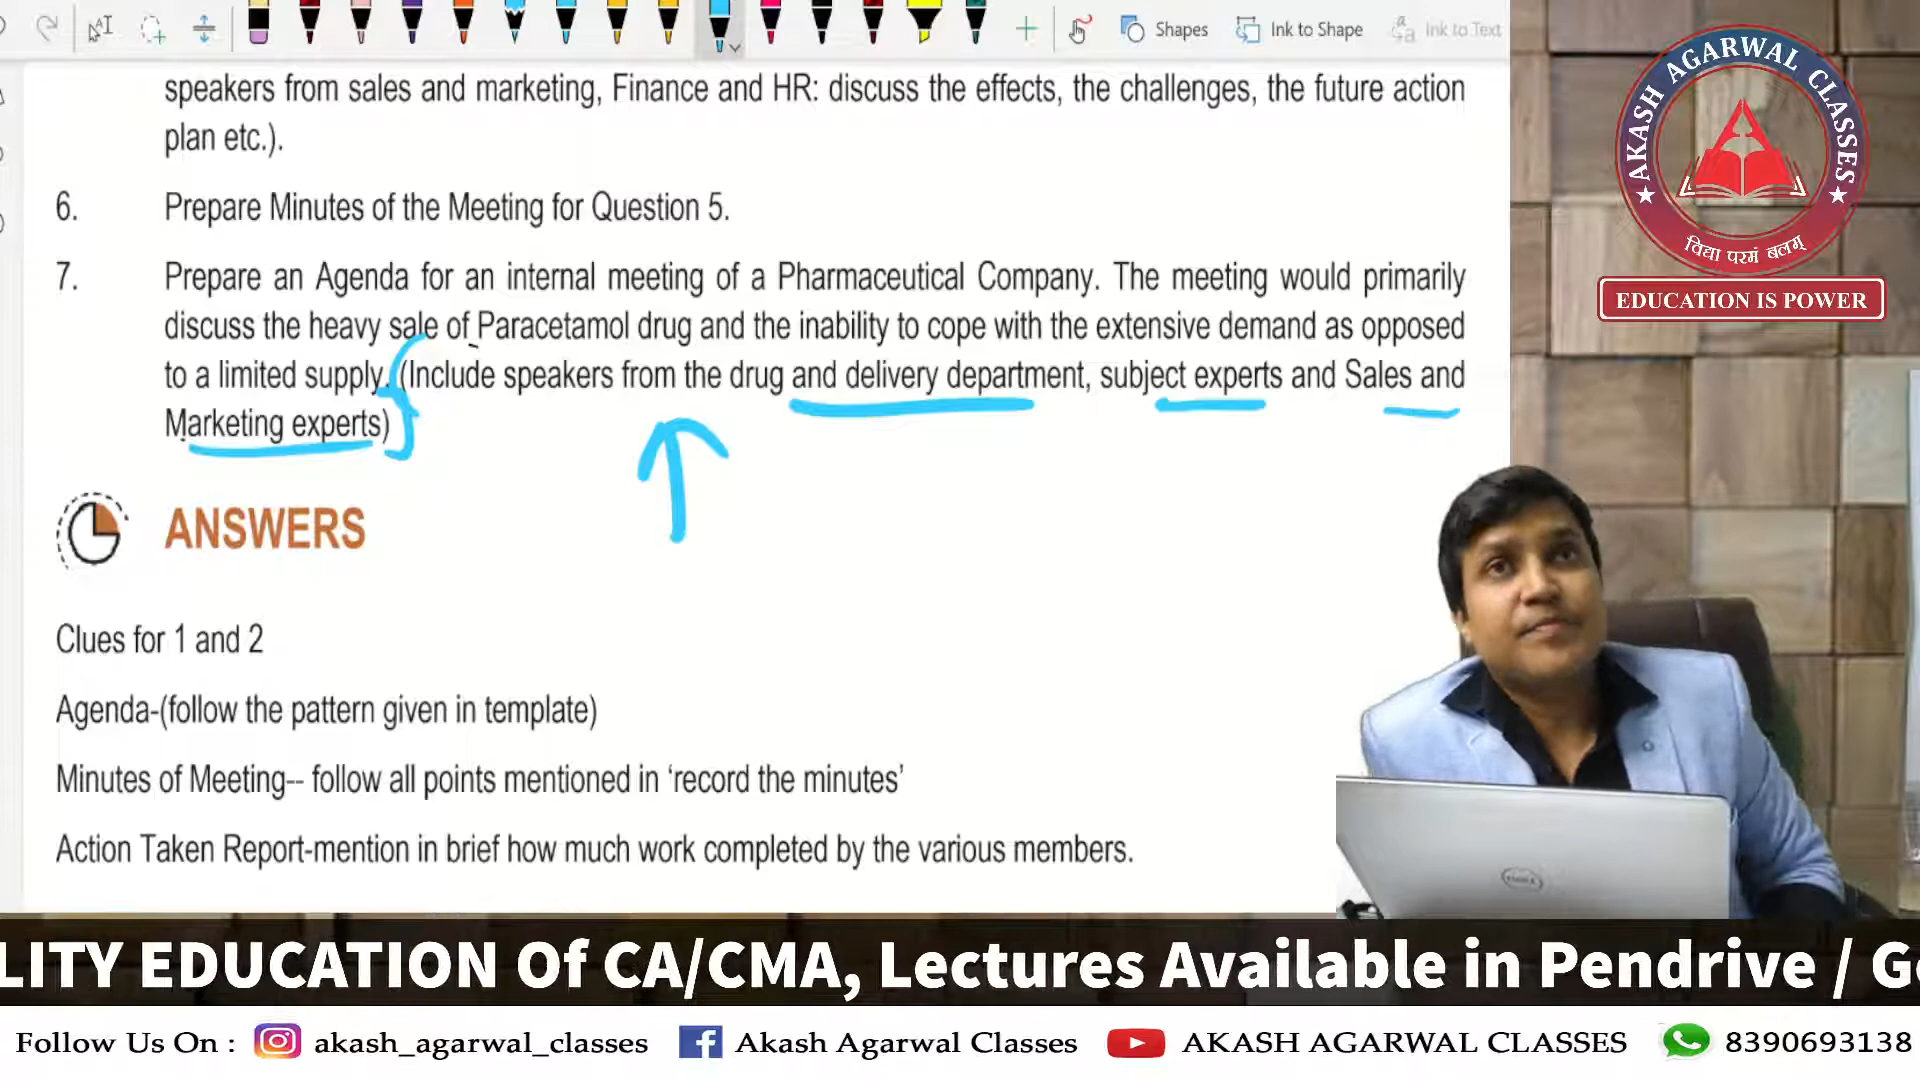 Shapes
Ink to Shape
Ink to Text
speakers from sales and marketing, Finance and HR: discuss the effects, the challenges, the future action
plan etc.).
6. Prepare Minutes of the Meeting for Question 5.
7. Prepare an Agenda for an internal meeting of a Pharmaceutical Company. The meeting would primarily
discuss the heavy sale of Paracetamol drug and the inability to cope with the extensive demand as opposed
to a limited supply. (Include speakers from the drug and delivery department, subject experts and Sales and
Marketing experts)
ANSWERS
Clues for 1 and 2
Agenda-(follow the pattern given in template)
Minutes of Meeting-- follow all points mentioned in ‘record the minutes’
Action Taken Report-mention in brief how much work completed by the various members.
AKASH AGARWAL CLASSES
विद्या परमं बलम्
EDUCATION IS POWER
DELL
LITY EDUCATION Of CA/CMA, Lectures Available in Pendrive / G
Follow Us On : akash_agarwal_classes Akash Agarwal Classes AKASH AGARWAL CLASSES 8390693138